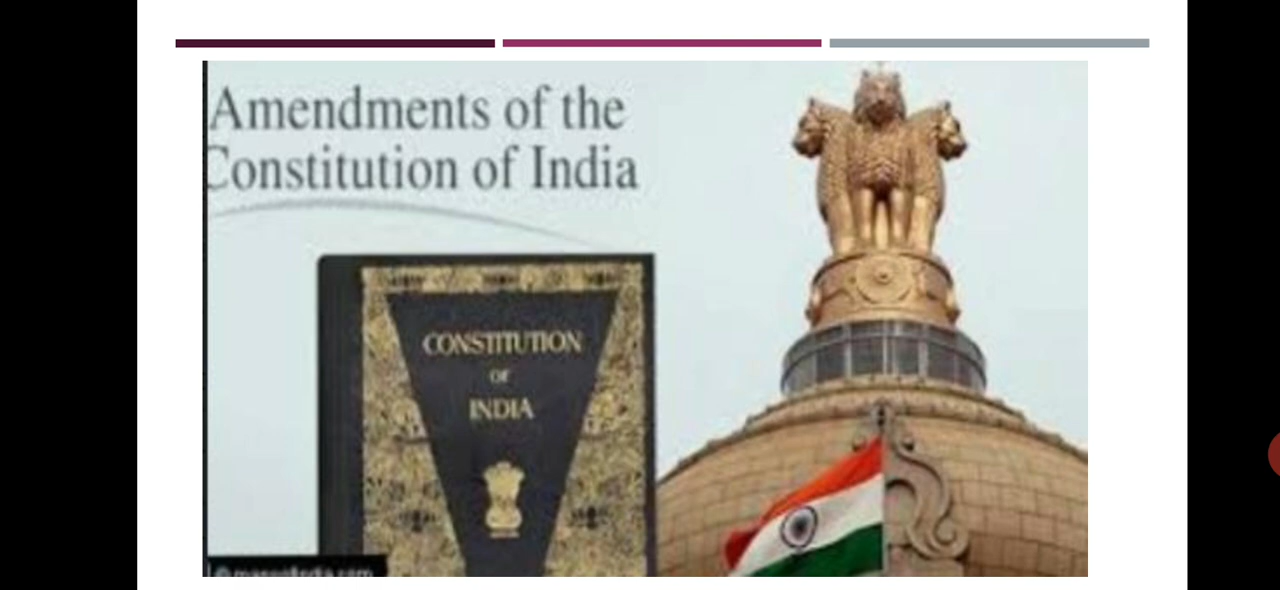 Amendments of the
Constitution of India
CONSTITUTION
OF
INDIA